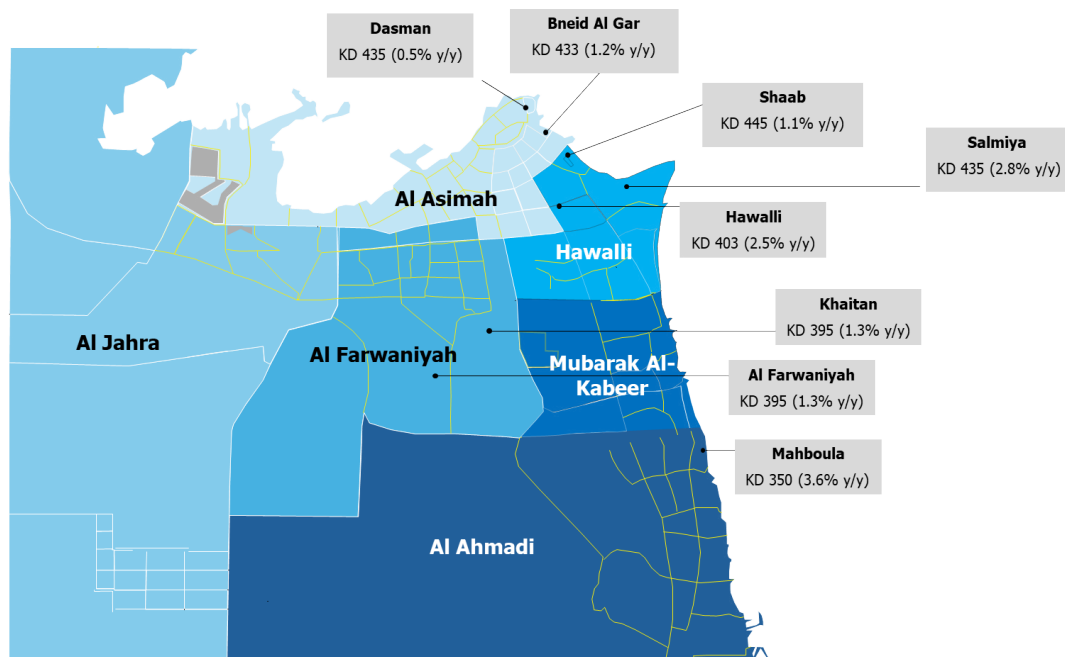 Dasman
KD 435 (0.5% y/y)
Bneid Al Gar
KD 433 (1.2% y/y)
Shaab
KD 445 (1.1% y/y)
Salmiya
KD 435 (2.8% y/y)
Al Asimah
Hawalli
KD 403 (2.5% y/y)
Hawalli
Khaitan
KD 395 (1.3% y/y)
Al Jahra
Al Farwaniyah
Mubarak Al-
Kabeer
Al Farwaniyah
KD 395 (1.3% y/y)
Mahboula
KD 350 (3.6% y/y)
Al Ahmadi